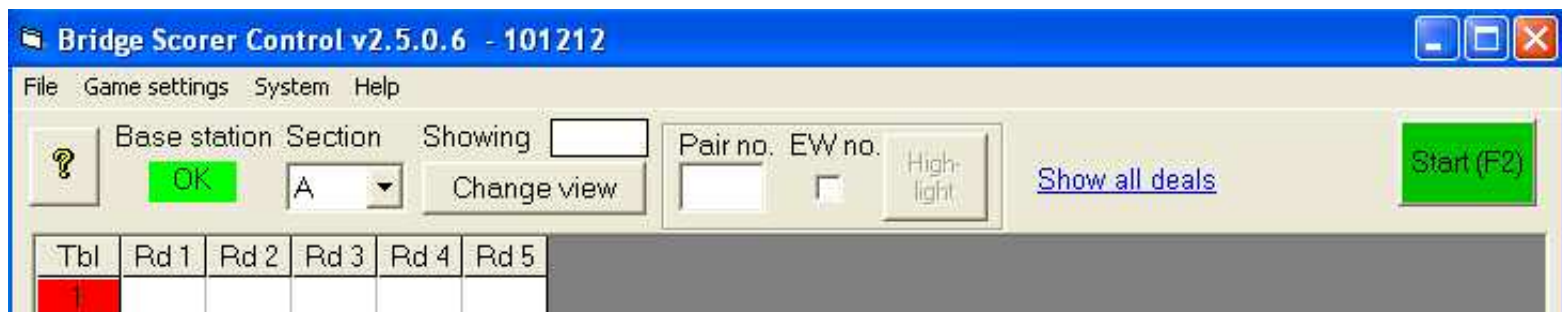 Bridge Scorer Control v2.5.0.6 - 101212
File Game settings System Help
? Base station Section Showing Pair no. EW no. High-light Show all deals Start (F2)
OK A Change view
Tbl Rd 1 Rd 2 Rd 3 Rd 4 Rd 5
1